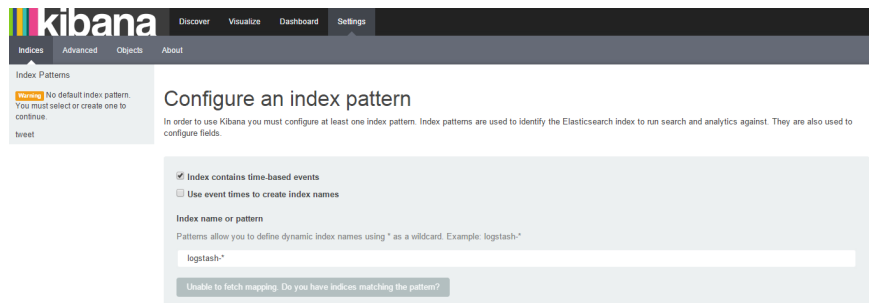 kibana
Discover Visualize Dashboard Settings
Indices Advanced Objects About
Index Patterns
Warning No default index pattern.
You must select or create one to
continue.
tweet
Configure an index pattern
In order to use Kibana you must configure at least one index pattern. Index patterns are used to identify the Elasticsearch index to run search and analytics against. They are also used to
configure fields.
Index contains time-based events
Use event times to create index names
Index name or pattern
Patterns allow you to define dynamic index names using * as a wildcard. Example: logstash-*
logstash-*
Unable to fetch mapping. Do you have indices matching the pattern?